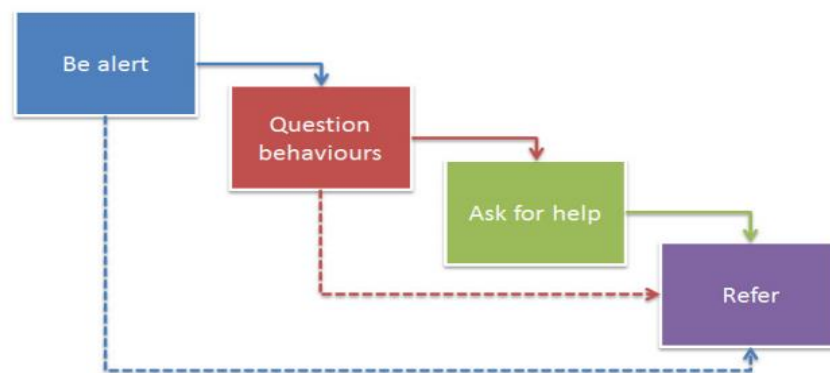 Be alert
Question
behaviours
Ask for help
Refer